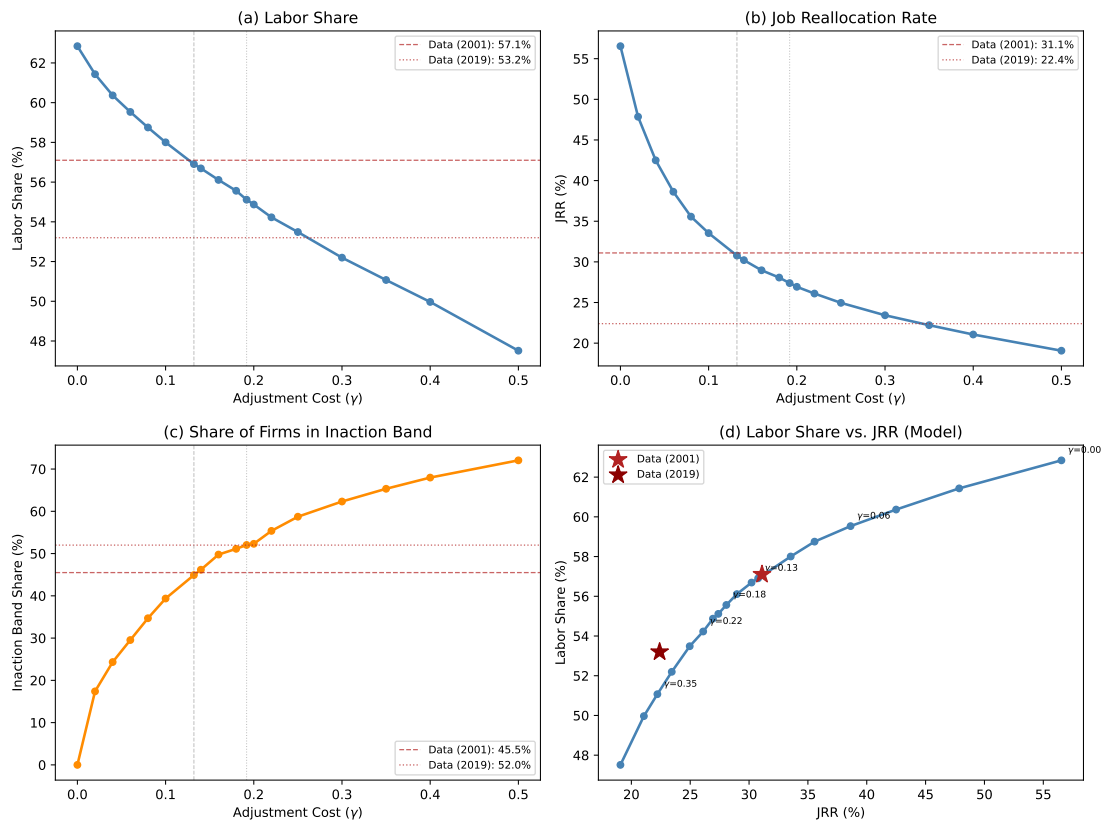 (a) Labor Share
62
60
58
56
54
52
50
48
Labor Share (%)
Data (2001): 57.1%
Data (2019): 53.2%
0.0 0.1 0.2 0.3 0.4 0.5
Adjustment Cost (γ)
(b) Job Reallocation Rate
55
50
45
40
35
30
25
20
JRR (%)
Data (2001): 31.1%
Data (2019): 22.4%
0.0 0.1 0.2 0.3 0.4 0.5
Adjustment Cost (γ)
(c) Share of Firms in Inaction Band
70
60
50
40
30
20
10
0
Inaction Band Share (%)
Data (2001): 45.5%
Data (2019): 52.0%
0.0 0.1 0.2 0.3 0.4 0.5
Adjustment Cost (γ)
(d) Labor Share vs. JRR (Model)
62
60
58
56
54
52
50
48
Labor Share (%)
Data (2001)
Data (2019)
γ=0.00
γ=0.06
γ=0.13
γ=0.18
γ=0.22
γ=0.35
20 25 30 35 40 45 50 55
JRR (%)